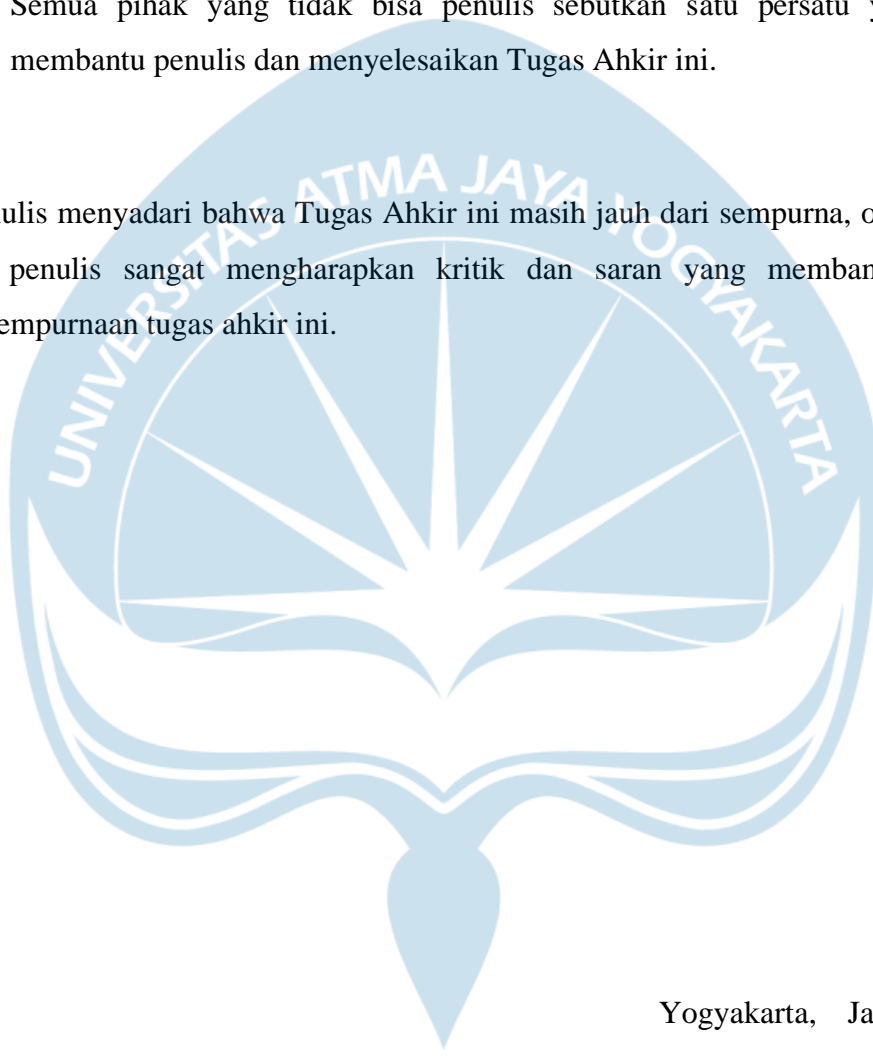 Semua pihak yang tidak bisa penulis sebutkan satu persatu
membantu penulis dan menyelesaikan Tugas Ahkir ini.
UNIVERSITAS ATMA JAYA YOGYAKARTA
ulis menyadari bahwa Tugas Ahkir ini masih jauh dari sempurna,
penulis sangat mengharapkan kritik dan saran yang memban
empurnaan tugas ahkir ini.
Yogyakarta, Ja